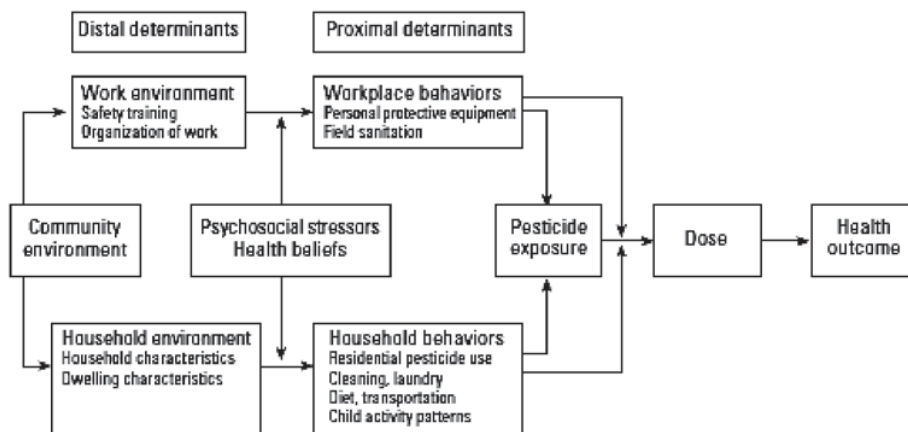 Distal determinants
Proximal determinants
Work environment
Safety training
Organization of work
Workplace behaviors
Personal protective equipment
Field sanitation
Community
environment
Psychosocial stressors
Health beliefs
Pesticide
exposure
Dose
Health
outcome
Household environment
Household characteristics
Dwelling characteristics
Household behaviors
Residential pesticide use
Cleaning, laundry
Diet, transportation
Child activity patterns